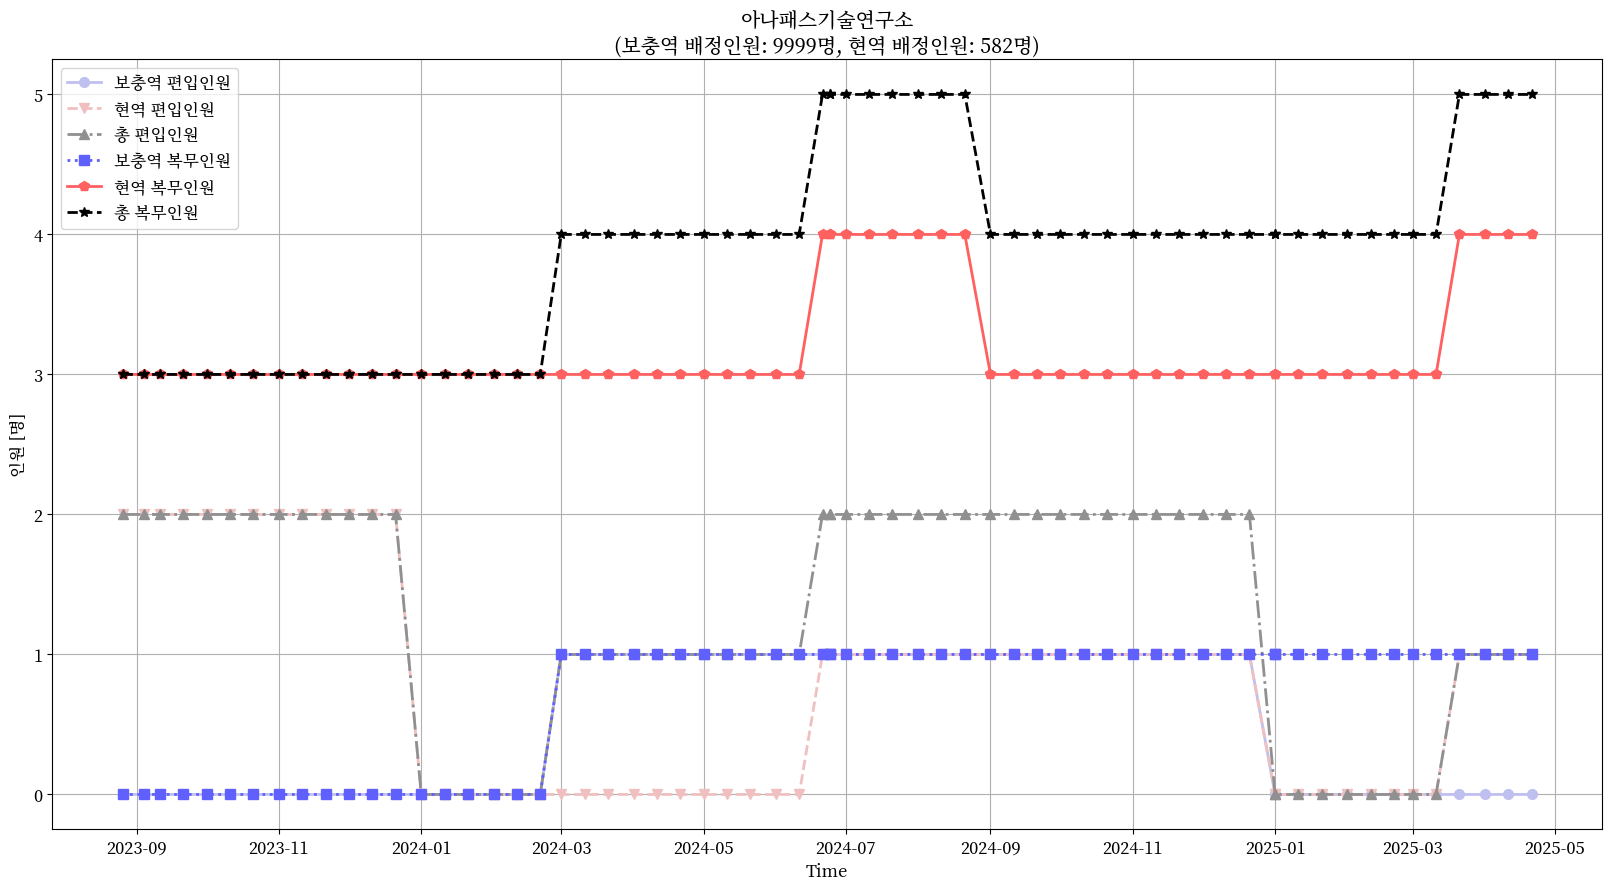 아나패스기술연구소
(보충역 배정인원: 9999명, 현역 배정인원: 582명)
보충역 편입인원
현역 편입인원
총 편입인원
보충역 복무인원
현역 복무인원
총 복무인원
5
4
3
2
1
0
인원 [명]
2023-09
2023-11
2024-01
2024-03
2024-05
2024-07
2024-09
2024-11
2025-01
2025-03
2025-05
Time